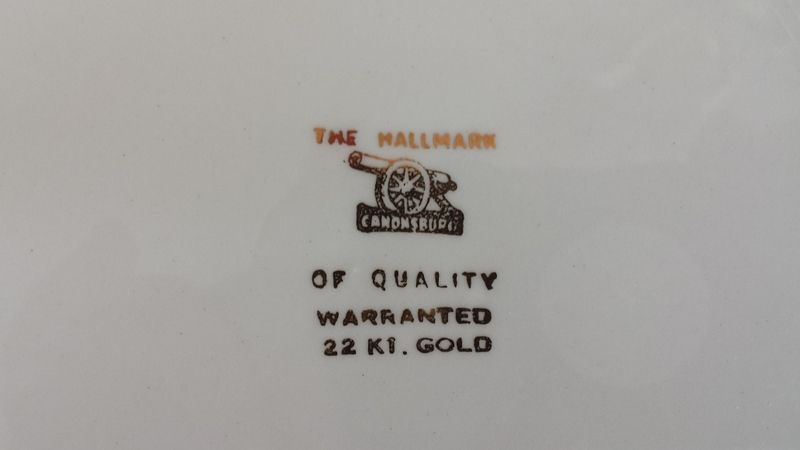 THE HALLMARK
CANONSBURG
OF QUALITY
WARRANTED
22 KT. GOLD